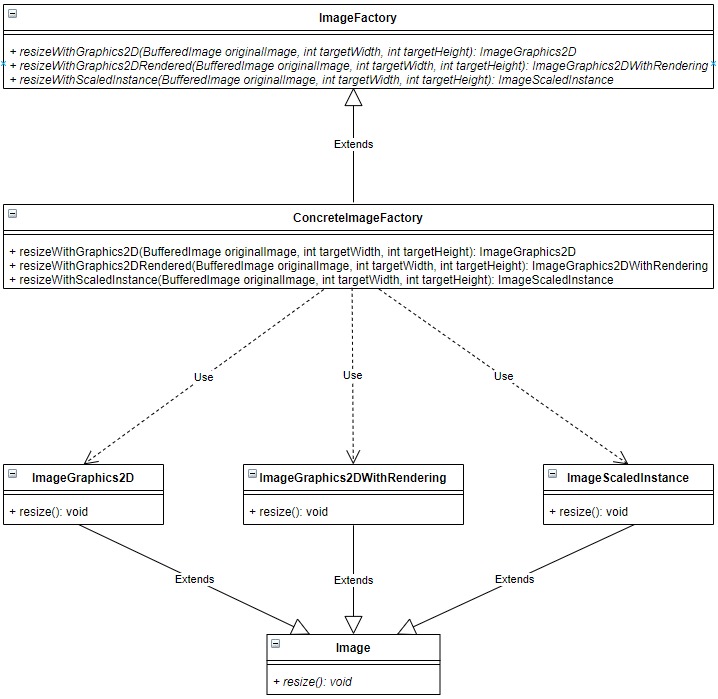 ImageFactory
+ resizeWithGraphics2D(BufferedImage originalImage, int targetWidth, int targetHeight): ImageGraphics2D
+ resizeWithGraphics2DRendered(BufferedImage originalImage, int targetWidth, int targetHeight): ImageGraphics2DWithRendering
+ resizeWithScaledInstance(BufferedImage originalImage, int targetWidth, int targetHeight): ImageScaledInstance
Extends
ConcreteImageFactory
+ resizeWithGraphics2D(BufferedImage originalImage, int targetWidth, int targetHeight): ImageGraphics2D
+ resizeWithGraphics2DRendered(BufferedImage originalImage, int targetWidth, int targetHeight): ImageGraphics2DWithRendering
+ resizeWithScaledInstance(BufferedImage originalImage, int targetWidth, int targetHeight): ImageScaledInstance
Use
Use
Use
ImageGraphics2D
+ resize(): void
ImageGraphics2DWithRendering
+ resize(): void
ImageScaledInstance
+ resize(): void
Extends
Extends
Extends
Image
+ resize(): void